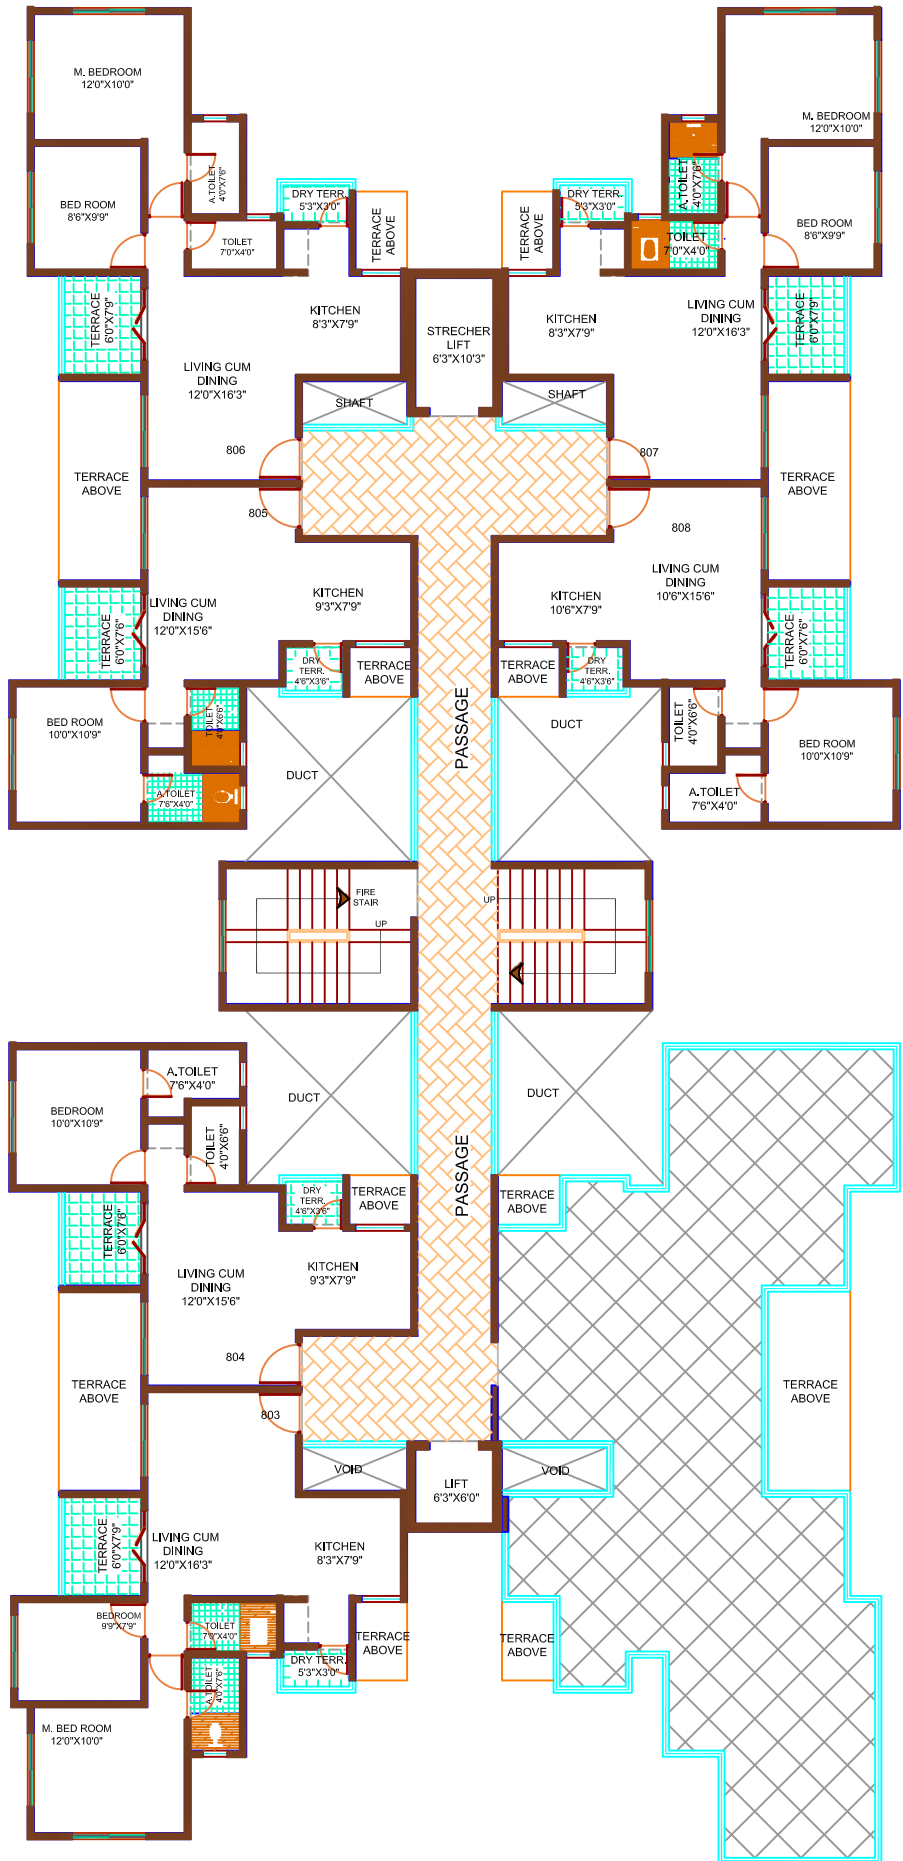 M. BEDROOM
12'0"X10'0"
M. BEDROOM
12'0"X10'0"
A.TOILET
4'0"X7'6"
A.TOILET
4'0"X7'6"
BED ROOM
8'6"X9'9"
DRY TERR.
5'3"X3'0"
TERRACE
ABOVE
TERRACE
ABOVE
DRY TERR.
5'3"X3'0"
BED ROOM
8'6"X9'9"
TOILET
7'0"X4'0"
TOILET
7'0"X4'0"
TERRACE
6'0"X7'9"
KITCHEN
8'3"X7'9"
STRECHER
LIFT
6'3"X10'3"
KITCHEN
8'3"X7'9"
LIVING CUM
DINING
12'0"X16'3"
TERRACE
6'0"X7'9"
LIVING CUM
DINING
12'0"X16'3"
SHAFT
SHAFT
806
807
TERRACE
ABOVE
TERRACE
ABOVE
805
808
LIVING CUM
DINING
12'0"X15'6"
KITCHEN
9'3"X7'9"
KITCHEN
10'6"X7'9"
LIVING CUM
DINING
10'6"X15'6"
TERRACE
6'0"X7'6"
TERRACE
6'0"X7'6"
DRY
TERR.
4'6"X3'6"
TERRACE
ABOVE
TERRACE
ABOVE
DRY
TERR.
4'6"X3'6"
BED ROOM
10'0"X10'9"
TOILET
4'0"X6'6"
DUCT
PASSAGE
DUCT
TOILET
4'0"X6'6"
BED ROOM
10'0"X10'9"
A.TOILET
7'6"X4'0"
A.TOILET
7'6"X4'0"
FIRE
STAIR
UP
UP
A.TOILET
7'6"X4'0"
BEDROOM
10'0"X10'9"
TOILET
4'0"X6'6"
DUCT
PASSAGE
DUCT
DRY
TERR.
4'6"X3'6"
TERRACE
ABOVE
TERRACE
ABOVE
TERRACE
6'0"X7'6"
LIVING CUM
DINING
12'0"X15'6"
KITCHEN
9'3"X7'9"
804
TERRACE
ABOVE
TERRACE
ABOVE
803
VOID
LIFT
6'3"X6'0"
VOID
TERRACE
6'0"X7'9"
LIVING CUM
DINING
12'0"X16'3"
KITCHEN
8'3"X7'9"
BEDROOM
9'9"X7'9"
TOILET
7'0"X4'0"
TERRACE
ABOVE
TERRACE
ABOVE
DRY TERR.
5'3"X3'0"
A.TOILET
4'0"X7'6"
M. BED ROOM
12'0"X10'0"